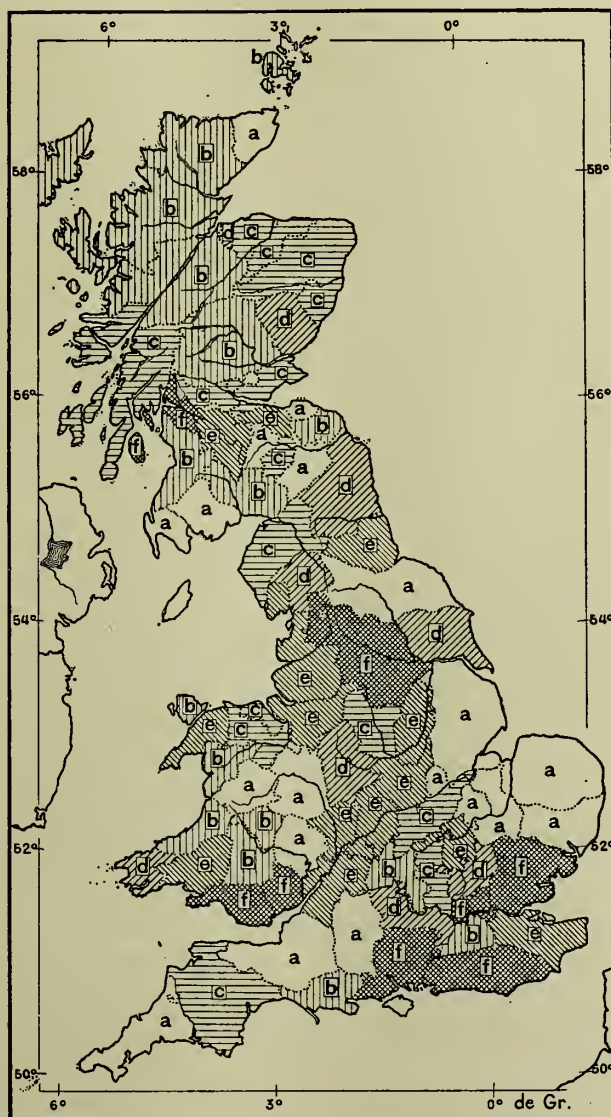 6° 3° 0°
b
a
b
58° 58°
b
d c
c c
b
c
d
c b
c
56° c 56°
a
f e b
e a
f c
b a d
b
a
a e
c
d a
54° 54°
d
f
e
b c e a
e c c e
b
d a
a e a
a e c a
b b e a a
52° 52°
d e b a e f
b e b c d
f f d f
b e
a a f f
c
b
a
50° 50°
6° 3° 0° de Gr.